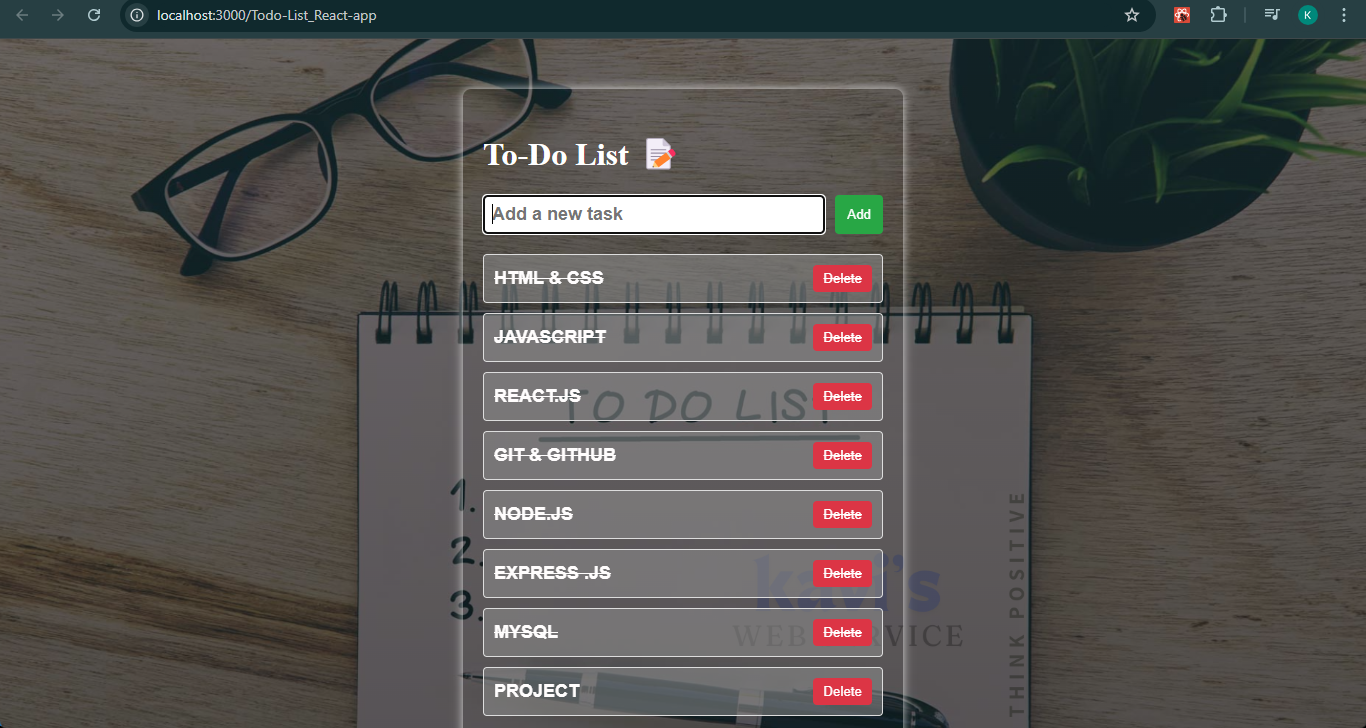 localhost:3000/Todo-List_React-app
K
To-Do List
Add a new task
Add
HTML & CSS
Delete
JAVASCRIPT
Delete
REACT.JS
Delete
TO DO LIST
GIT & GITHUB
Delete
1.
NODE.JS
Delete
2.
EXPRESS .JS
Delete
kavi's
3.
MYSQL
Delete
WEB SERVICE
THINK POSITIVE
PROJECT
Delete